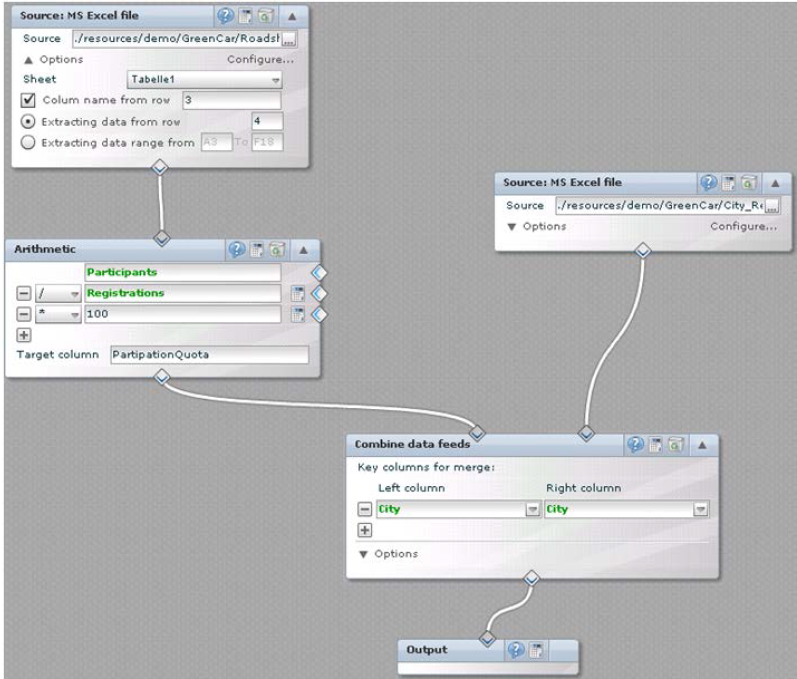 Source: MS Excel file
Source ./resources/demo/GreenCar/Roadsl ...
Options Configure...
Sheet Tabelle1
Colum name from row 3
Extracting data from row 4
Extracting data range from A3 To F18
Source: MS Excel file
Source ./resources/demo/GreenCar/City_Re ...
Options Configure...
Arithmetic
Participants
/ Registrations
* 100
Target column PartipationQuota
Combine data feeds
Key columns for merge:
Left column Right column
City City
Options
Output